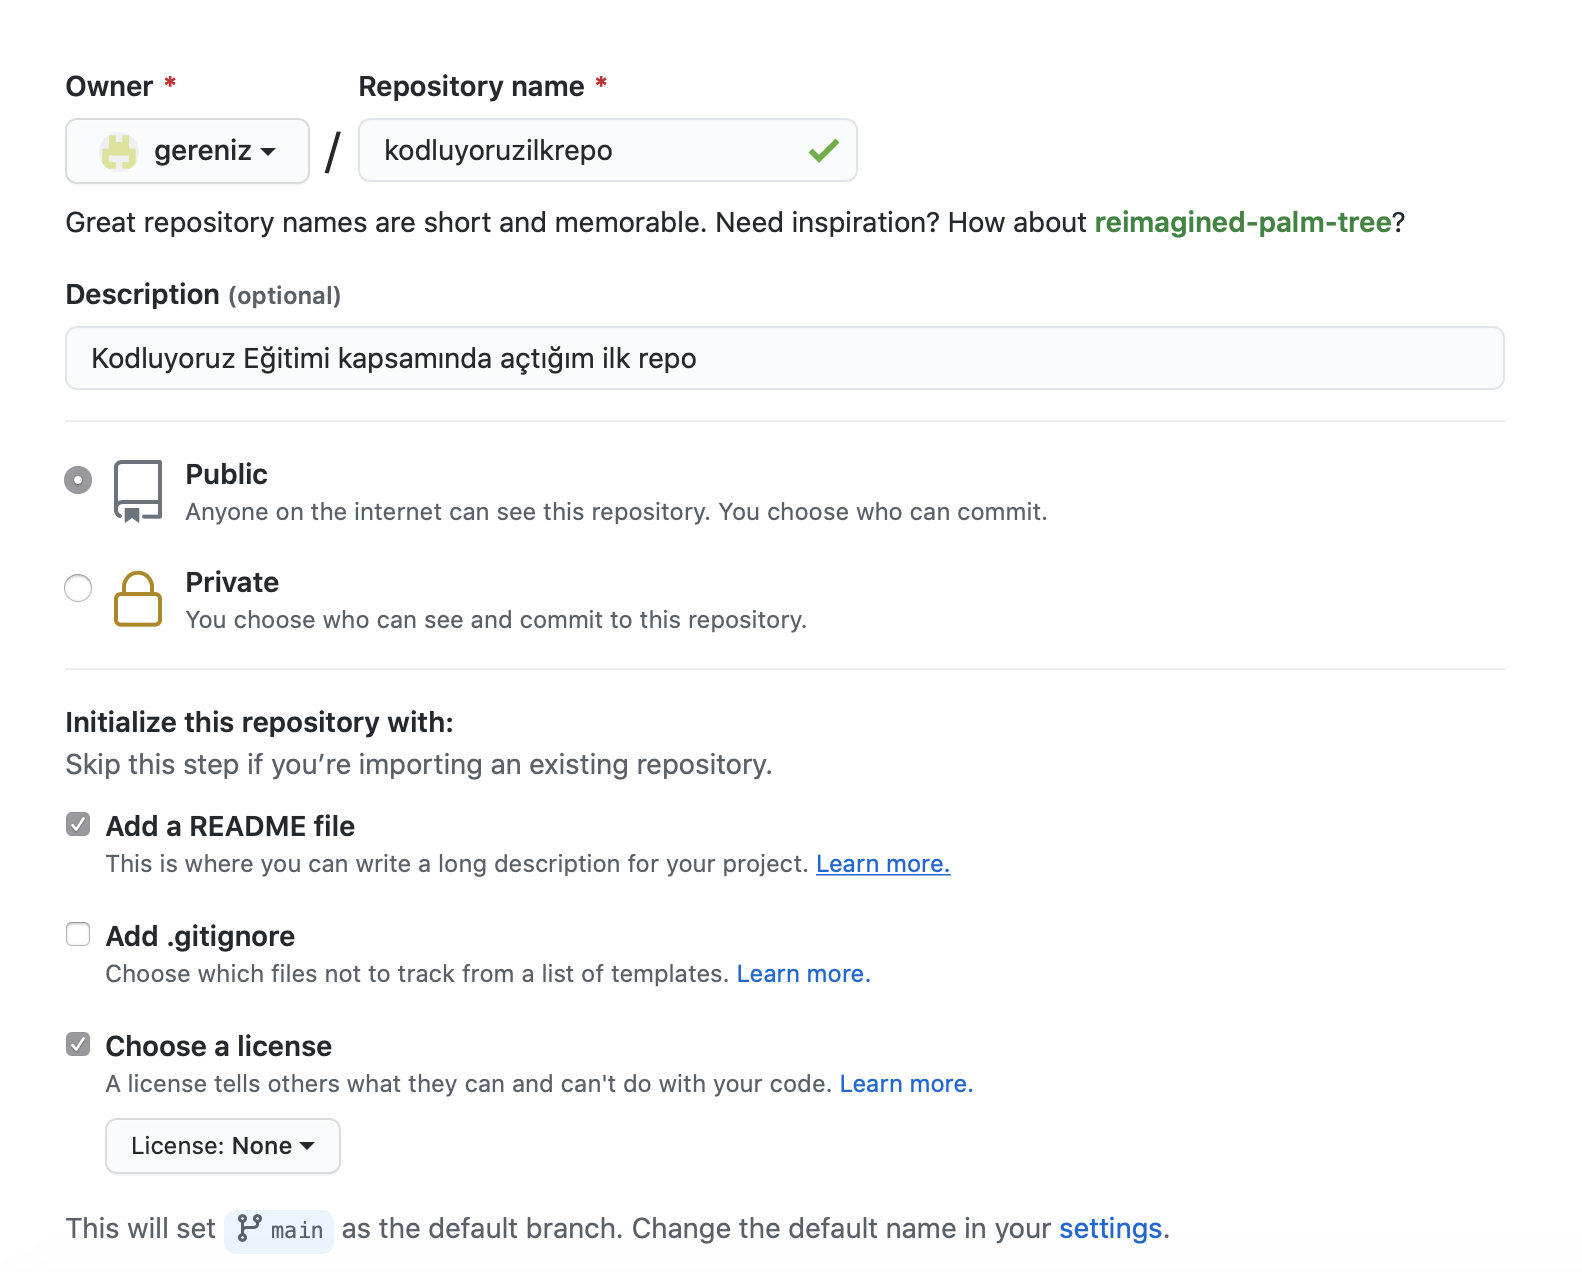 Owner *
Repository name *
gereniz / kodluyoruzilkrepo
Great repository names are short and memorable. Need inspiration? How about reimagined-palm-tree?
Description (optional)
Kodluyoruz Eğitimi kapsamında açtığım ilk repo
Public
Anyone on the internet can see this repository. You choose who can commit.
Private
You choose who can see and commit to this repository.
Initialize this repository with:
Skip this step if you’re importing an existing repository.
Add a README file
This is where you can write a long description for your project. Learn more.
Add .gitignore
Choose which files not to track from a list of templates. Learn more.
Choose a license
A license tells others what they can and can't do with your code. Learn more.
License: None
This will set main as the default branch. Change the default name in your settings.